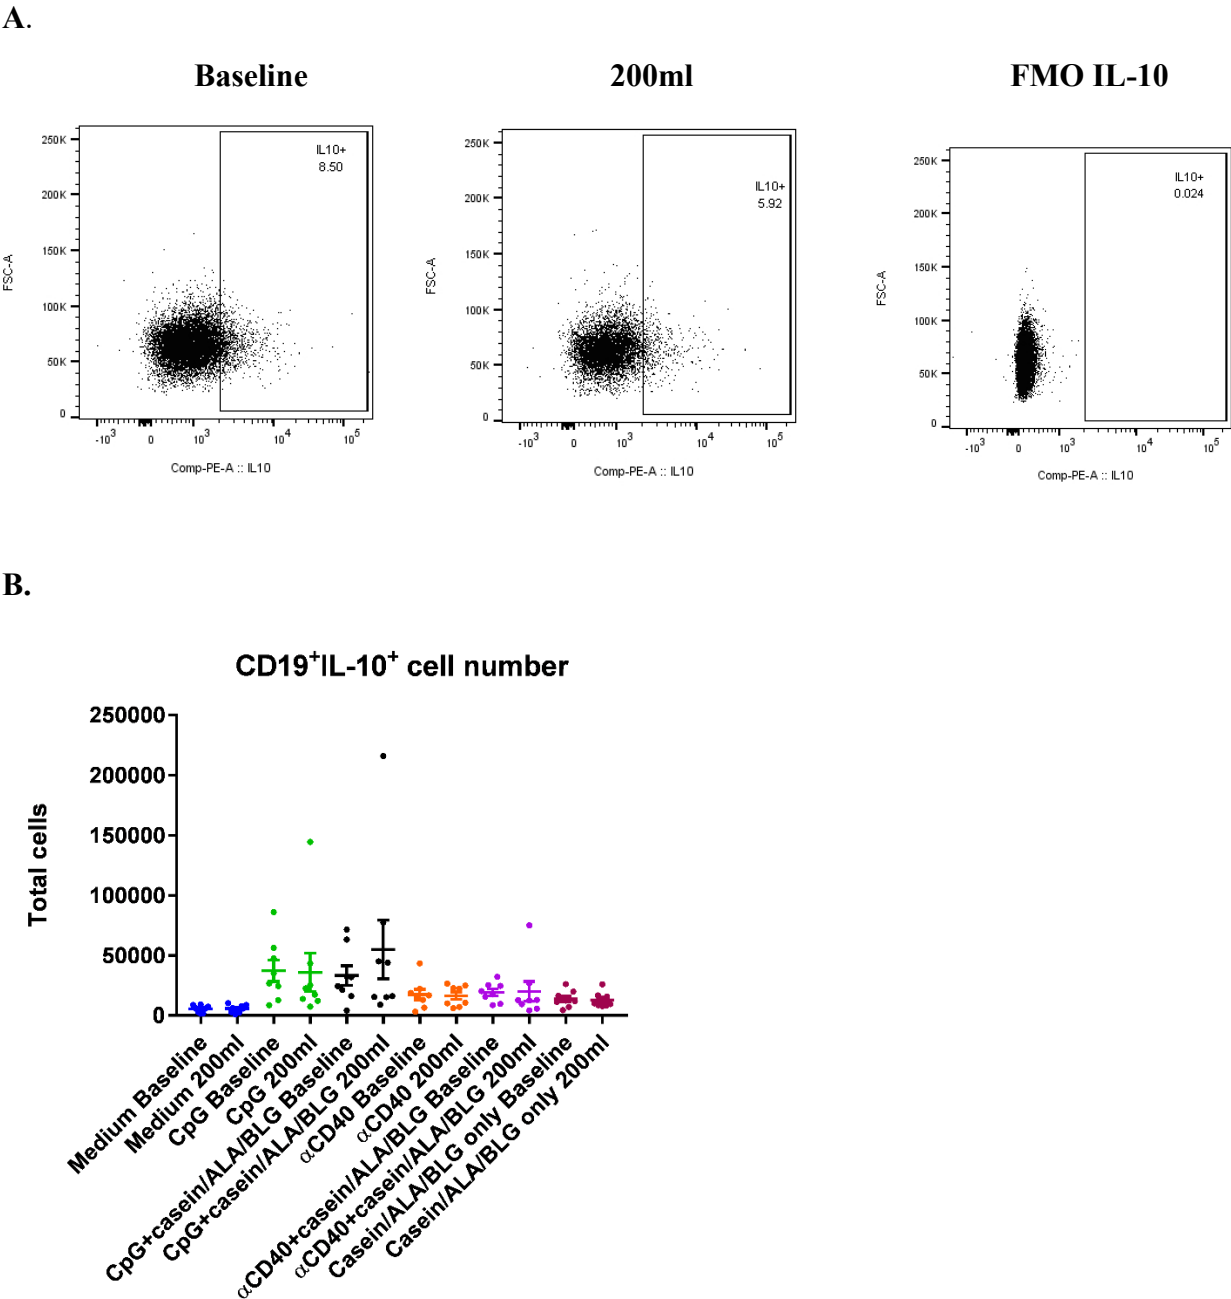 A.
Baseline
200ml
FMO IL-10
250K
200K
150K
100K
50K
0
FSC-A
IL10+
8.50
-10³ 0 10³ 10⁴ 10⁵
Comp-PE-A :: IL10
250K
200K
150K
100K
50K
0
FSC-A
IL10+
5.92
-10³ 0 10³ 10⁴ 10⁵
Comp-PE-A :: IL10
250K
200K
150K
100K
50K
0
FSC-A
IL10+
0.024
-10³ 0 10³ 10⁴ 10⁵
Comp-PE-A :: IL10
B.
CD19⁺IL-10⁺ cell number
Total cells
250000
200000
150000
100000
50000
0
Medium Baseline
Medium 200ml
CpG Baseline
CpG 200ml
CpG+casein/ALA/BLG Baseline
CpG+casein/ALA/BLG 200ml
αCD40 Baseline
αCD40 200ml
αCD40+casein/ALA/BLG Baseline
αCD40+casein/ALA/BLG 200ml
Casein/ALA/BLG only Baseline
Casein/ALA/BLG only 200ml